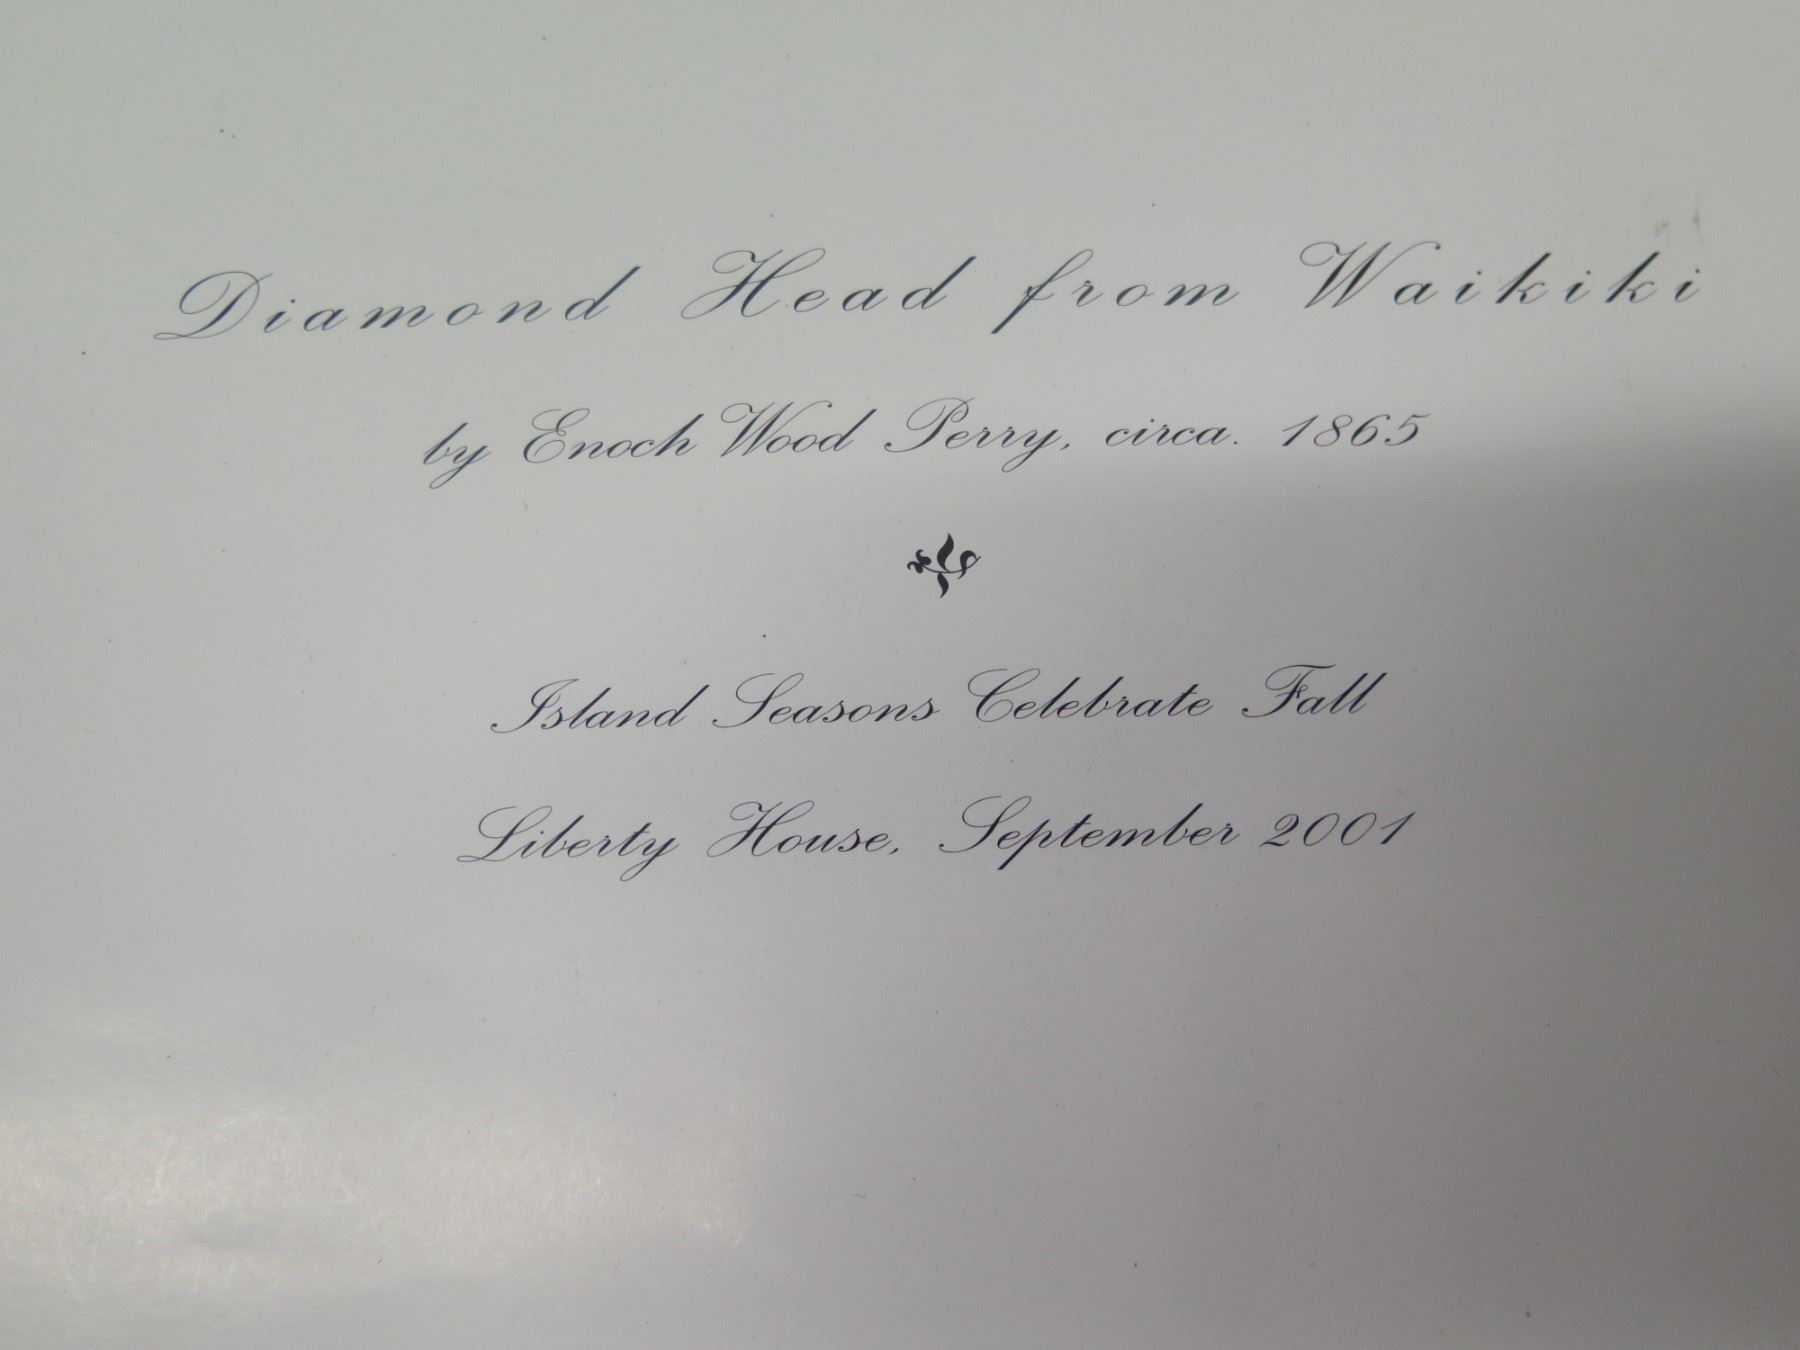 Diamond Head from Waikiki
by Enoch Wood Perry, circa. 1865
Island Seasons Celebrate Fall
Liberty House, September 2001